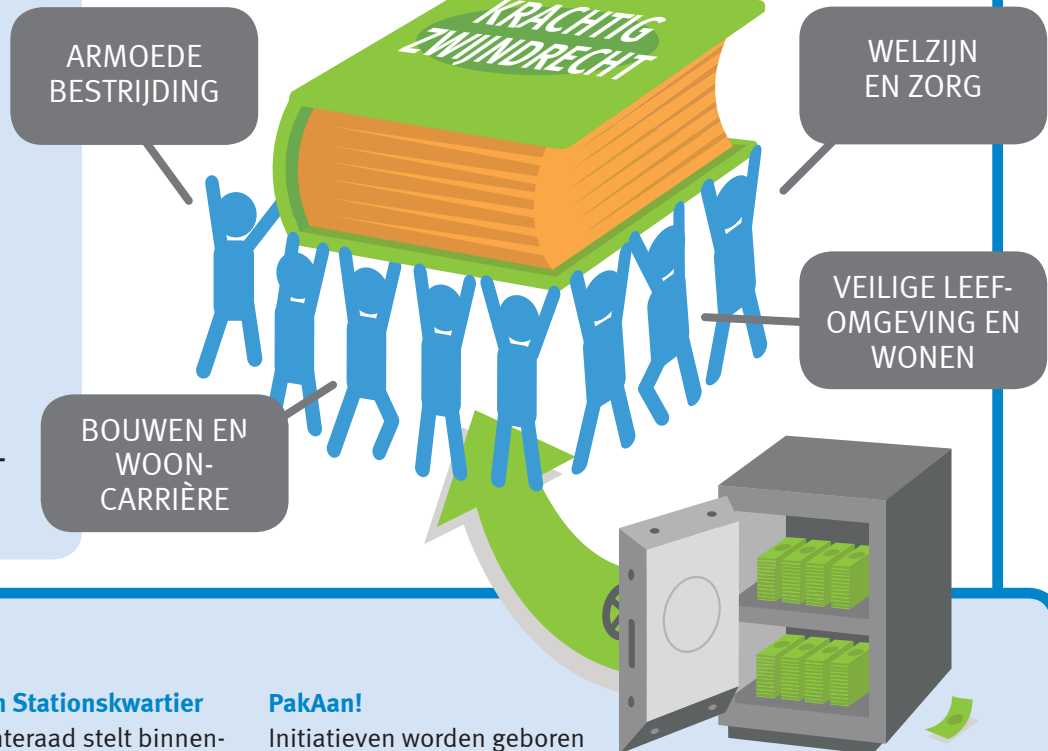 KRACHTIG
ZWIJNDRECHT
ARMOEDE
BESTRIJDING
WELZIJN
EN ZORG
VEILIGE LEEF-
OMGEVING EN
WONEN
BOUWEN EN
WOON-
CARRIÈRE
Stationskwartier
stelt binnen-
PakAan!
Initiatieven worden geboren